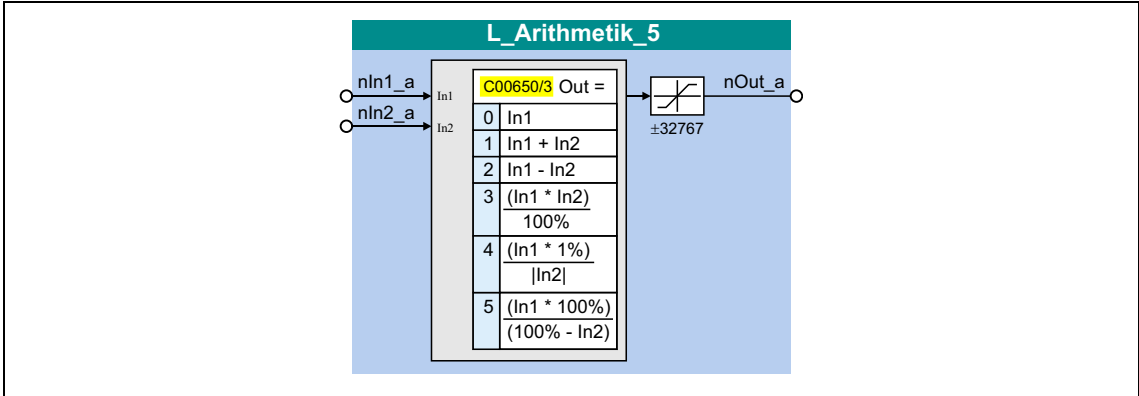 L_Arithmetik_5
nIn1_a
nIn2_a
In1
In2
C00650/3 Out =
0 In1
1 In1 + In2
2 In1 - In2
3 (In1 * In2)
100%
4 (In1 * 1%)
|In2|
5 (In1 * 100%)
(100% - In2)
±32767
nOut_a